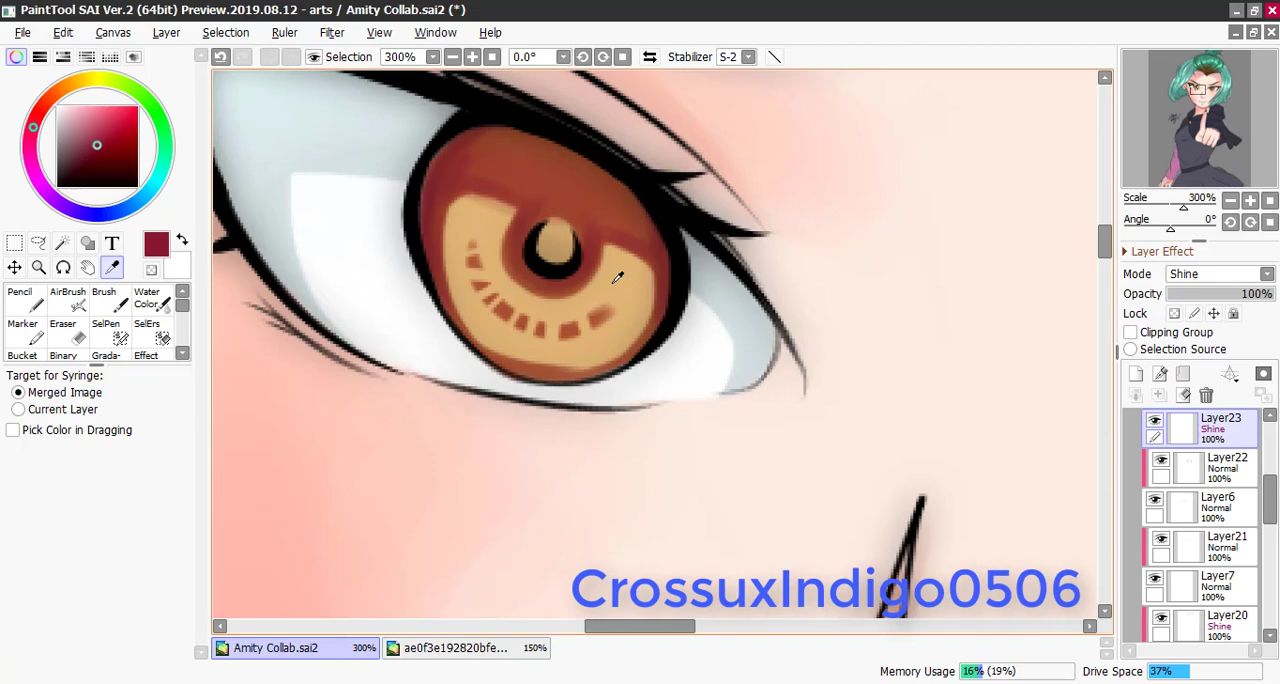 PaintTool SAI Ver.2 (64bit) Preview.2019.08.12 - arts / Amity Collab.sai2 (*)
File Edit Canvas Layer Selection Ruler Filter View Window Help
Selection 300% 0.0° Stabilizer S-2
Scale 300%
Angle 0°
Layer Effect
Mode Shine
Opacity 100%
Lock
Clipping Group
Selection Source
T
Pencil AirBrush Brush Water Color
Marker Eraser SelPen SelErs
Bucket Binary Grada- Effect
Target for Syringe:
Merged Image
Current Layer
Pick Color in Dragging
Layer23
Shine
100%
Layer22
Normal
100%
Layer6
Normal
100%
Layer21
Normal
100%
Layer7
Normal
100%
Layer20
Shine
100%
CrossuxIndigo0506
Amity Collab.sai2 300% ae0f3e192820bfe... 150%
Memory Usage 16% (19%) Drive Space 37%